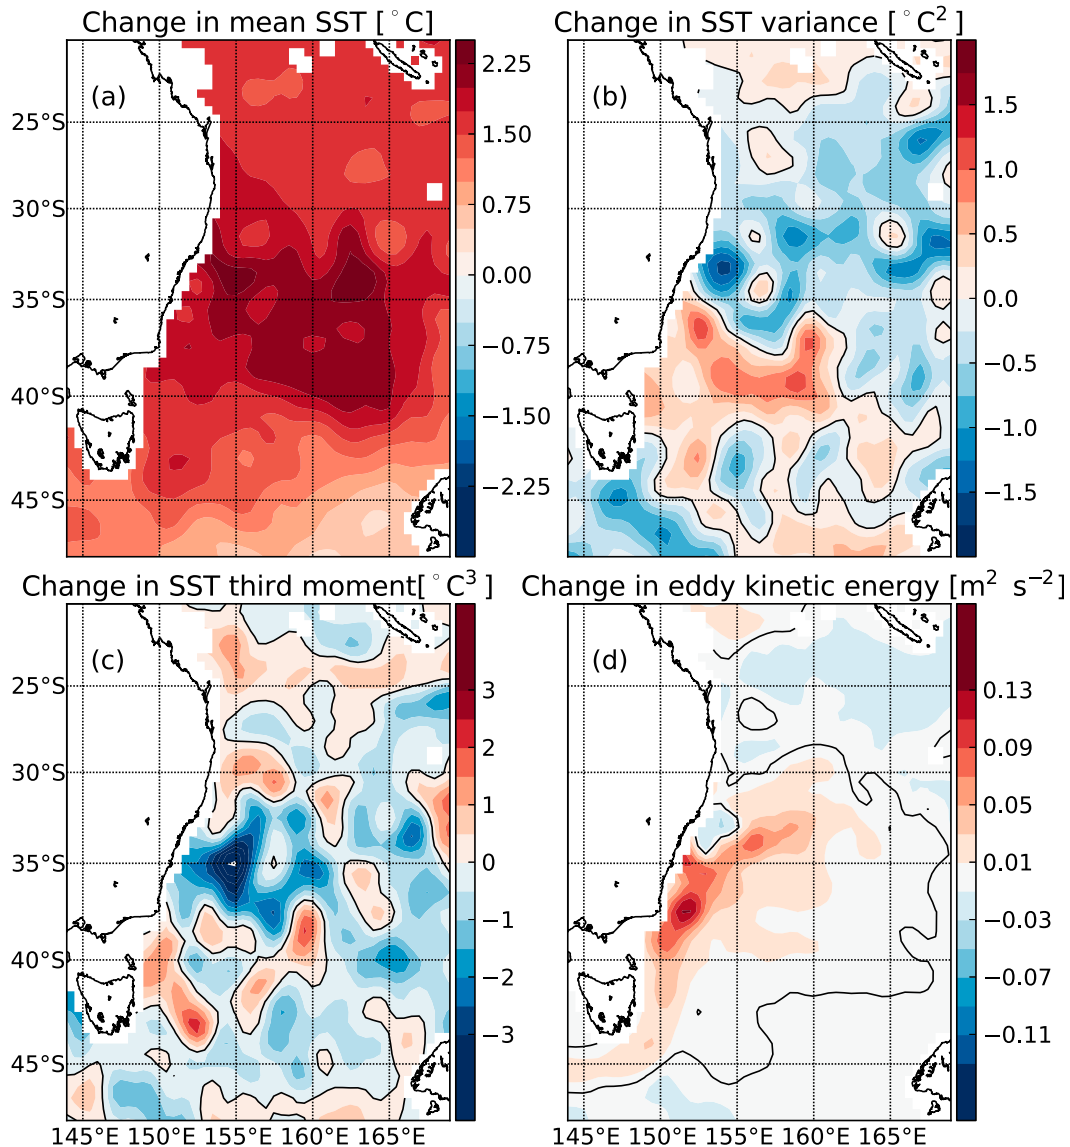 Change in mean SST [°C]
(a)
25°S
30°S
35°S
40°S
45°S
2.25
1.50
0.75
0.00
−0.75
−1.50
−2.25
Change in SST variance [°C²]
(b)
1.5
1.0
0.5
0.0
−0.5
−1.0
−1.5
Change in SST third moment[°C³]
(c)
25°S
30°S
35°S
40°S
45°S
145°E 150°E 155°E 160°E 165°E
3
2
1
0
−1
−2
−3
Change in eddy kinetic energy [m² s⁻²]
(d)
145°E 150°E 155°E 160°E 165°E
0.13
0.09
0.05
0.01
−0.03
−0.07
−0.11